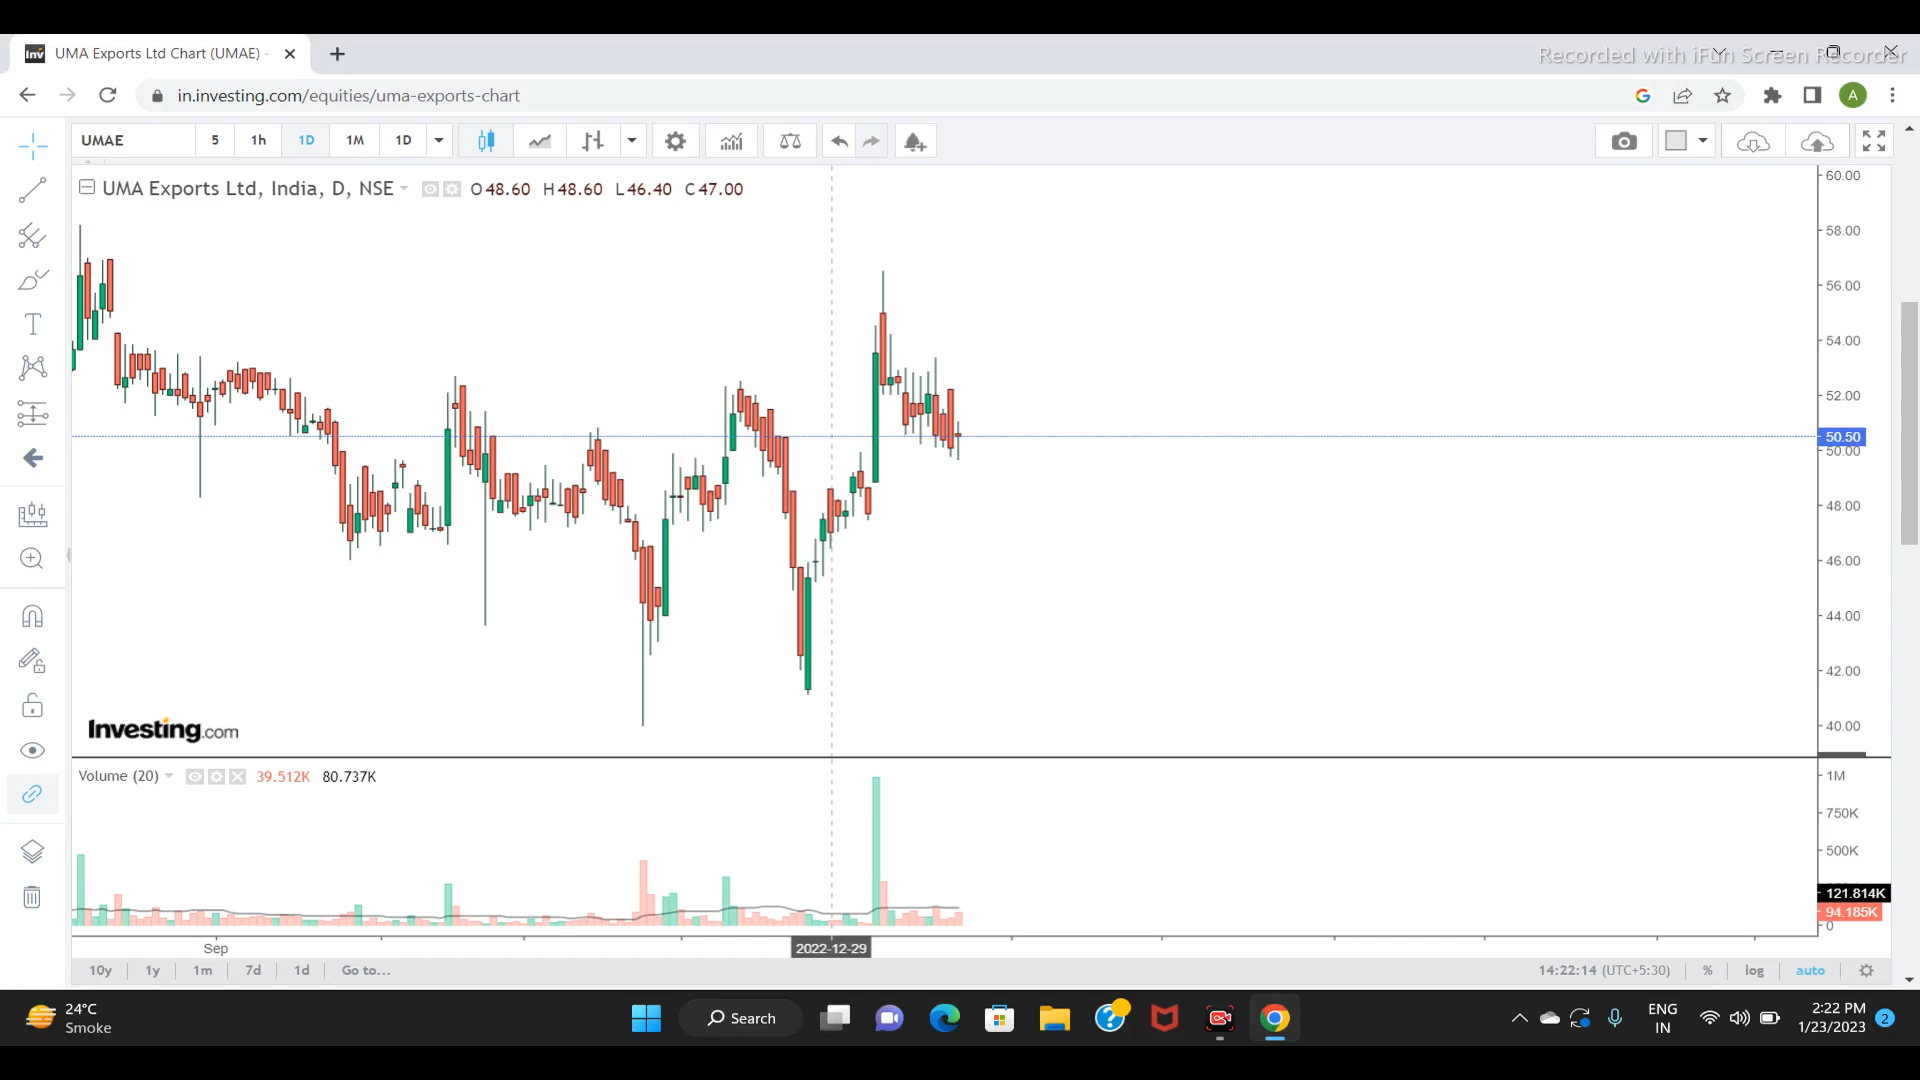 UMA Exports Ltd Chart (UMAE) -
Recorded with iFun Screen Recorder
in.investing.com/equities/uma-exports-chart
A
UMAE 5 1h 1D 1M 1D
UMA Exports Ltd, India, D, NSE O48.60 H48.60 L46.40 C47.00
60.00
58.00
56.00
54.00
52.00
50.50
50.00
48.00
46.00
44.00
42.00
40.00
Investing.com
Volume (20) 39.512K 80.737K
1M
750K
500K
121.814K
94.185K
0
Sep 2022-12-29
10y 1y 1m 7d 1d Go to... 14:22:14 (UTC+5:30) % log auto
24°C
Smoke
Search
ENG
IN
2:22 PM
1/23/2023
2